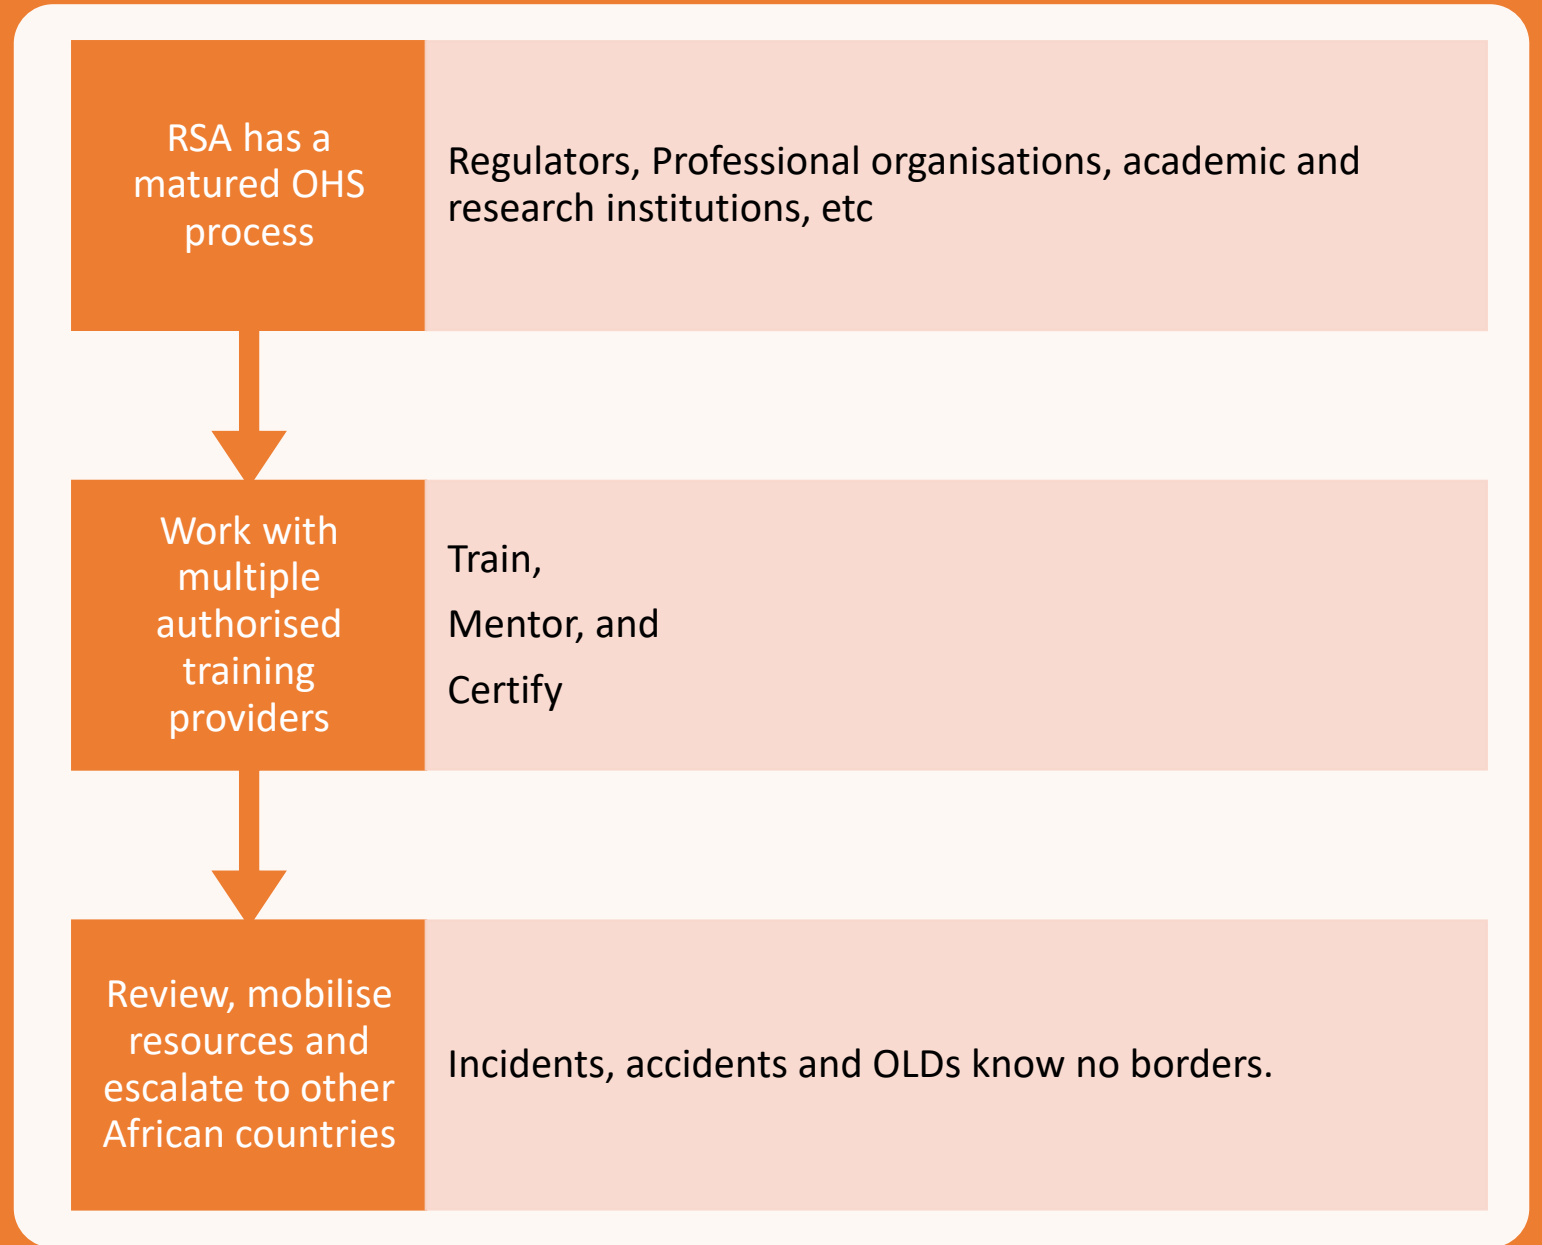 RSA has a
matured OHS
process
Regulators, Professional organisations, academic and
research institutions, etc
Work with
multiple
authorised
training
providers
Train,
Mentor, and
Certify
Review, mobilise
resources and
escalate to other
African countries
Incidents, accidents and OLDs know no borders.